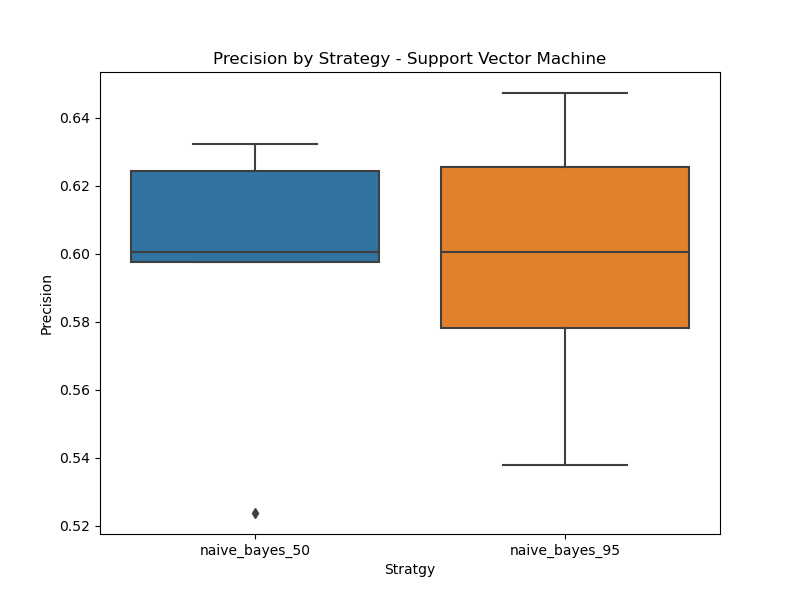 Precision by Strategy - Support Vector Machine
0.64
0.62
0.60
0.58
0.56
0.54
0.52
Precision
naive_bayes_50
naive_bayes_95
Stratgy